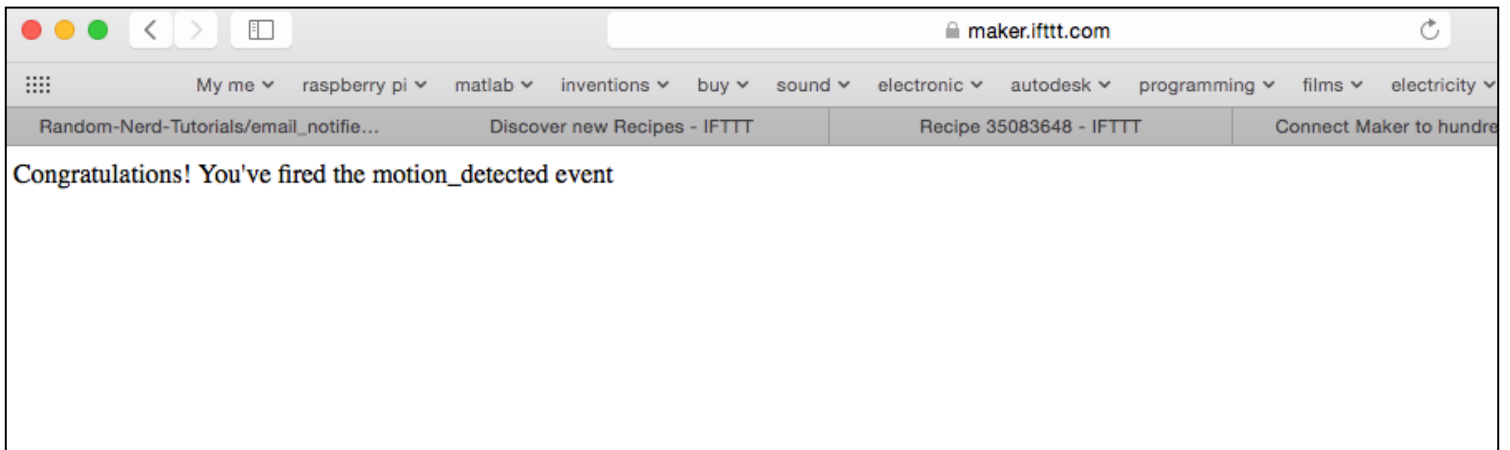 maker.ifttt.com
My me raspberry pi matlab inventions buy sound electronic autodesk programming films electricity
Random-Nerd-Tutorials/email_notifie... Discover new Recipes - IFTTT Recipe 35083648 - IFTTT Connect Maker to hundre
Congratulations! You've fired the motion_detected event